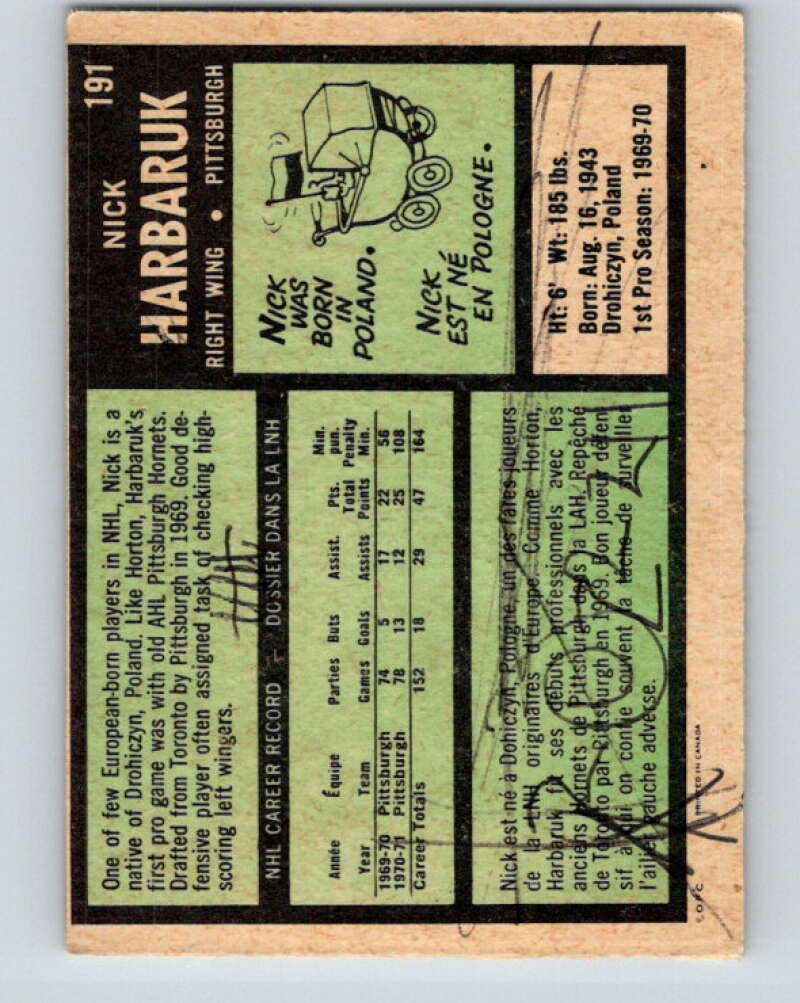 191
NICK
HARBARUK
RIGHT WING • PITTSBURGH
One of few European-born players in NHL, Nick is a
native of Drohiczyn, Poland. Like Horton, Harbaruk's
first pro game was with old AHL Pittsburgh Hornets.
Drafted from Toronto by Pittsburgh in 1969. Good de-
fensive player often assigned task of checking high-
scoring left wingers.
NICK
WAS
BORN
IN
POLAND.
NICK
EST NÉ
EN POLOGNE.
NHL CAREER RECORD — DOSSIER DANS LA LNH
Année Équipe Parties Buts Assist. Pts. Min. pun.
Year Team Games Goals Assists Total Points Penalty Min.
1969-70 Pittsburgh 74 5 17 22 56
1970-71 Pittsburgh 78 13 12 25 108
Career Totals 152 18 29 47 164
Ht: 6' Wt: 185 lbs.
Born: Aug. 16, 1943
Drohiczyn, Poland
1st Pro Season: 1969-70
Nick est né à Dohiczyn, Pologne, un des rares joueurs
de la LNH originaires d'Europe. Comme Horton,
Harbaruk fit ses débuts professionnels avec les
anciens Hornets de Pittsburgh dans la LAH. Repêché
de Toronto par Pittsburgh en 1969. Bon joueur défen-
sif à qui on confie souvent la tâche de surveiller
l'ailier gauche adverse.
O.P.C. PRINTED IN CANADA